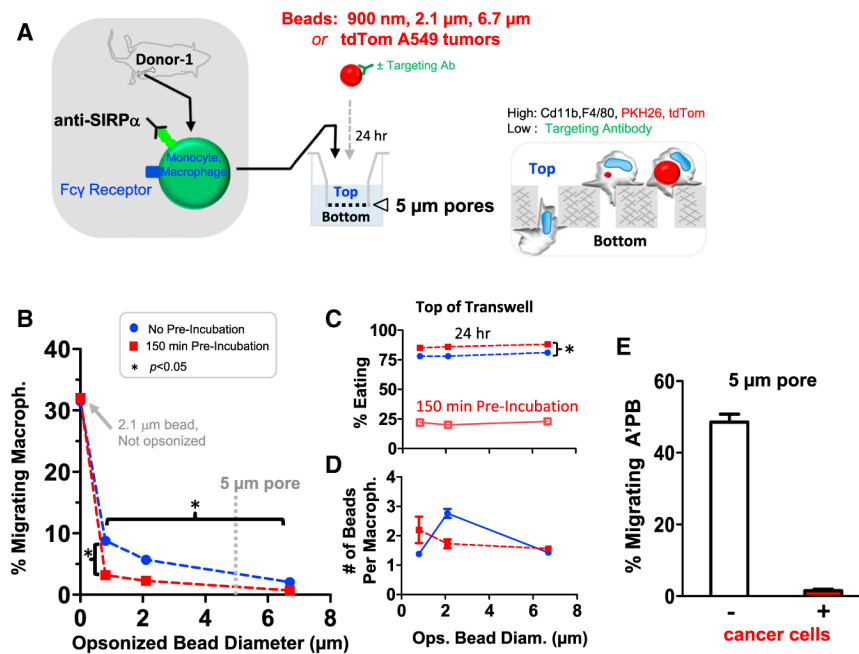 A
Donor-1
anti-SIRPα
Monocyte,
Macrophage
Fcγ Receptor
Beads: 900 nm, 2.1 µm, 6.7 µm
or tdTom A549 tumors
± Targeting Ab
24 hr
Top
Bottom
5 µm pores
High: Cd11b,F4/80, PKH26, tdTom
Low : Targeting Antibody
Top
Bottom
B
No Pre-Incubation
150 min Pre-Incubation
* p<0.05
% Migrating Macroph.
40
30
20
10
0
2.1 µm bead,
Not opsonized
5 µm pore
*
*
0 2 4 6 8
Opsonized Bead Diameter (µm)
C
Top of Transwell
24 hr
% Eating
100
75
50
25
0
*
150 min Pre-Incubation
D
# of Beads
Per Macroph.
4
3
2
1
0
0 2 4 6 8
Ops. Bead Diam. (µm)
E
5 µm pore
% Migrating A'PB
60
40
20
0
- +
cancer cells